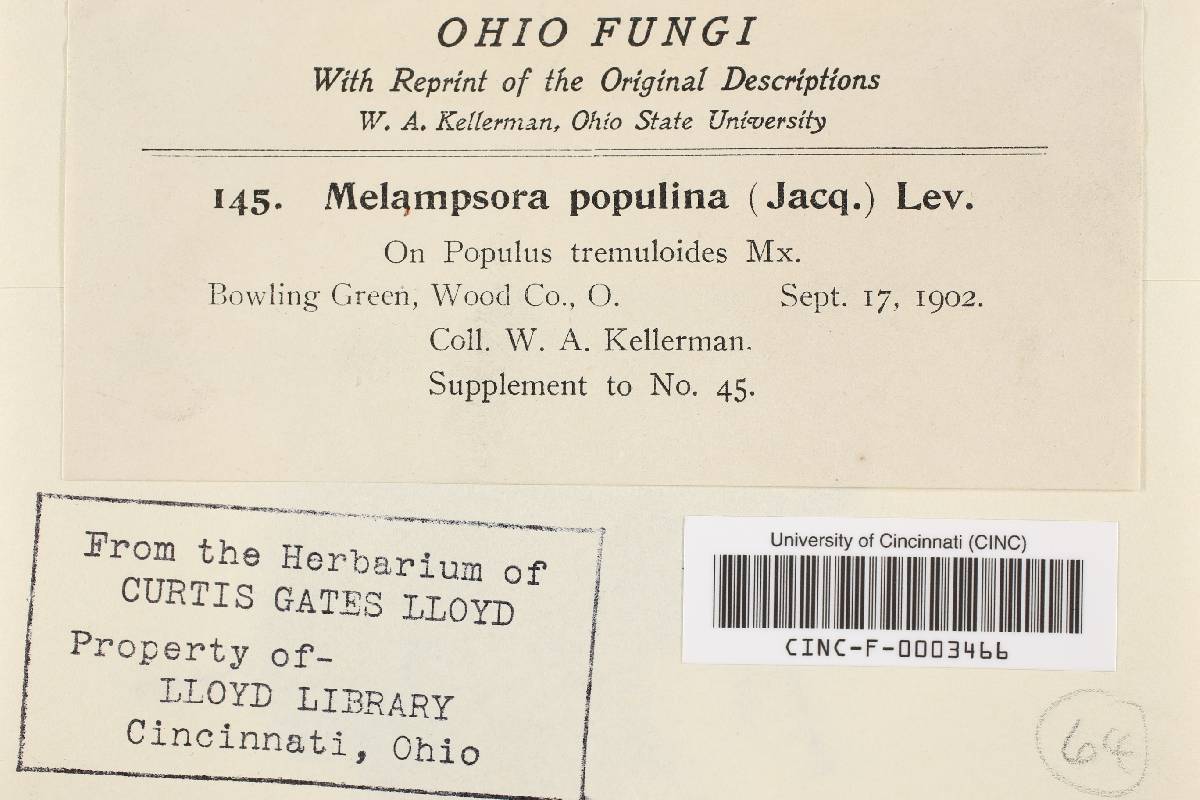 OHIO FUNGI
With Reprint of the Original Descriptions
W. A. Kellerman, Ohio State University
145. Melampsora populina (Jacq.) Lev.
On Populus tremuloides Mx.
Bowling Green, Wood Co., O. Sept. 17, 1902.
Coll. W. A. Kellerman.
Supplement to No. 45.
From the Herbarium of
CURTIS GATES LLOYD
Property of-
LLOYD LIBRARY
Cincinnati, Ohio
University of Cincinnati (CINC)
CINC-F-0003466
64